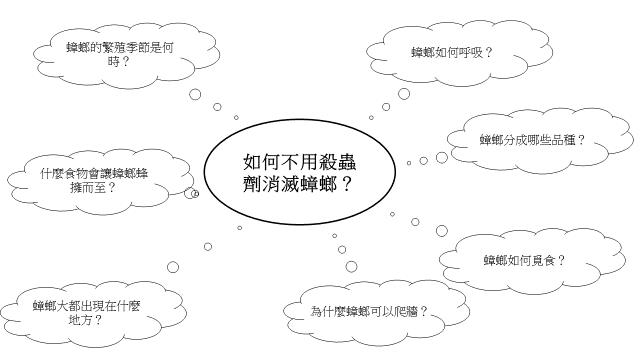 蟑螂的繁殖季節是何
時？
蟑螂如何呼吸？
蟑螂分成哪些品種？
如何不用殺蟲
劑消滅蟑螂？
什麼食物會讓蟑螂蜂
擁而至？
蟑螂如何覓食？
蟑螂大都出現在什麼
地方？
為什麼蟑螂可以爬牆？